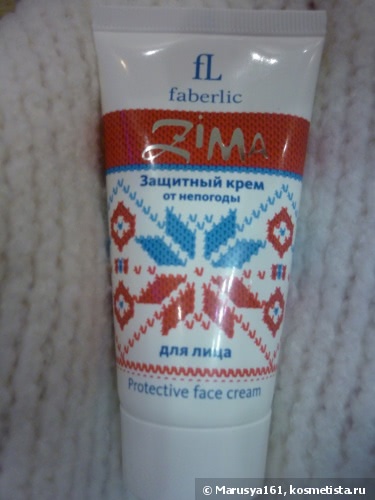 fL
faberlic
ZIMA
Защитный крем
от непогоды
для лица
Protective face cream
© Marusya161, kosmetista.ru